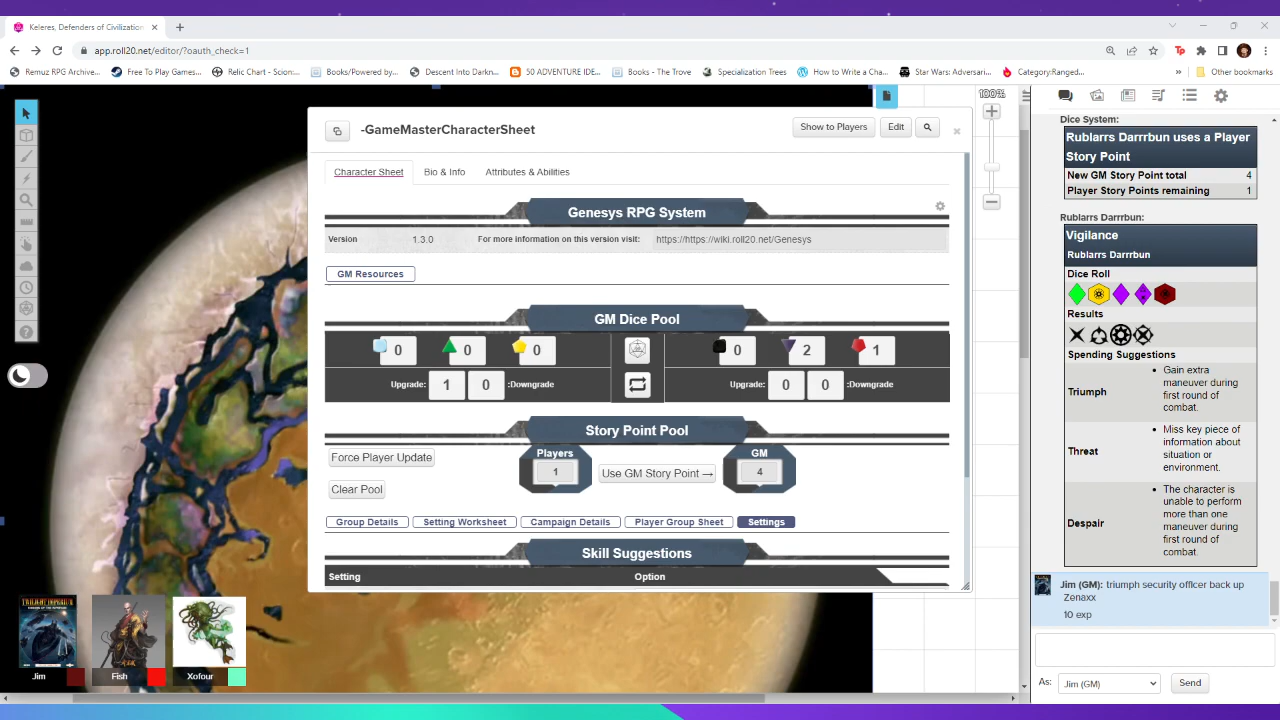 Keleres, Defenders of Civilization
app.roll20.net/editor/?oauth_check=1
Remuz RPG Archive...
Free To Play Games...
Relic Chart - Scion:...
Books/Powered by...
Descent Into Darkn...
50 ADVENTURE IDE...
Books - The Trove
Specialization Trees
How to Write a Cha...
Star Wars: Adversari...
Category:Ranged...
»
Other bookmarks
100%
-GameMasterCharacterSheet
Show to Players
Edit
Character Sheet
Bio & Info
Attributes & Abilities
Genesys RPG System
Version 1.3.0 For more information on this version visit: https://https://wiki.roll20.net/Genesys
GM Resources
GM Dice Pool
0 0 0 0 2 1
Upgrade: 1 0 :Downgrade Upgrade: 0 0 :Downgrade
Story Point Pool
Force Player Update
Clear Pool
Players
1
Use GM Story Point →
GM
4
Group Details
Setting Worksheet
Campaign Details
Player Group Sheet
Settings
Skill Suggestions
Setting Option
Jim
Fish
Xofour
Dice System:
Rublarrs Darrrbun uses a Player
Story Point
New GM Story Point total 4
Player Story Points remaining 1
Rublarrs Darrrbun:
Vigilance
Rublarrs Darrrbun
Dice Roll
Results
Spending Suggestions
Triumph
Gain extra
maneuver during
first round of
combat.
Threat
Miss key piece of
information about
situation or
environment.
Despair
The character is
unable to perform
more than one
maneuver during
first round of
combat.
Jim (GM): triumph security officer back up
Zenaxx
10 exp
As: Jim (GM)
Send